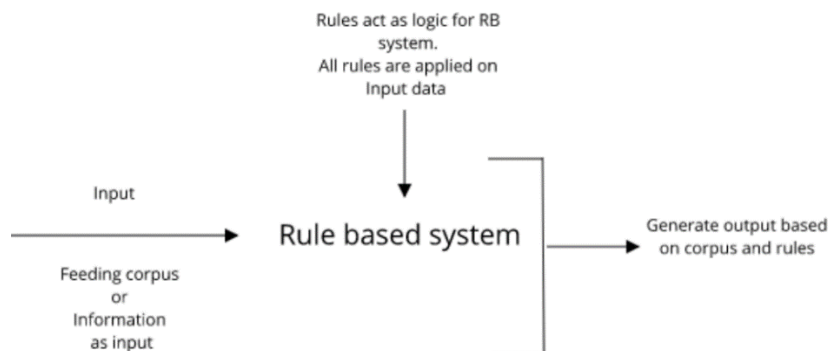 Rules act as logic for RB
system.
All rules are applied on
Input data
Input
Feeding corpus
or
Information
as input
Rule based system
Generate output based
on corpus and rules